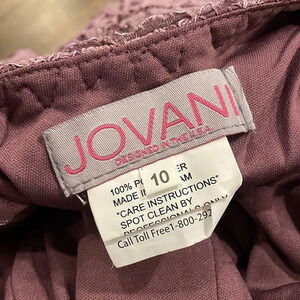 JOVANI
DESIGNED IN THE U.S.A.
10
100% P ER
MADE IN AM
"CARE INSTRUCTIONS"
SPOT CLEAN BY
PROFESSIONALS ONLY
Call Toll Free1-800-292